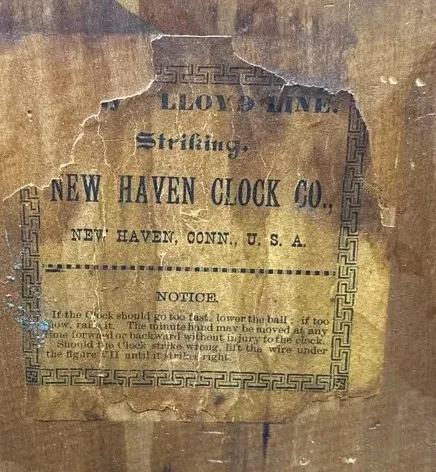 LLOYD LINE.
Striking.
NEW HAVEN CLOCK CO.,
NEW HAVEN, CONN., U. S. A.
NOTICE.
If the Clock should go too fast, lower the ball; if too
slow, raise it. The minute hand may be moved at any
time forward or backward without injury to the clock.
Should the Clock strike wrong, lift the wire under
the figure VII until it strikes right.